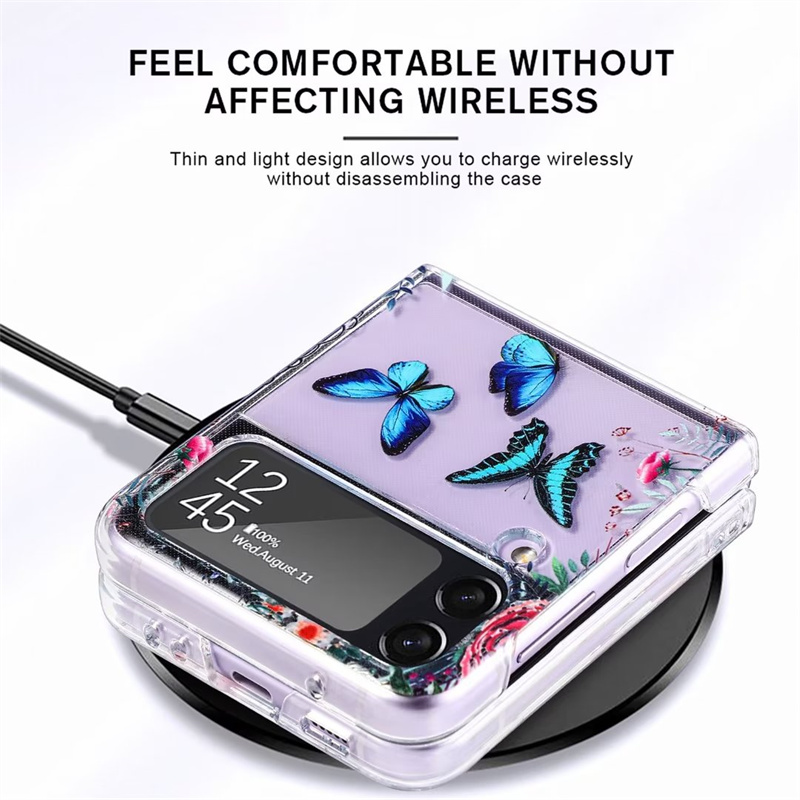 FEEL COMFORTABLE WITHOUT
AFFECTING WIRELESS
Thin and light design allows you to charge wirelessly
without disassembling the case
12
45
100%
Wed,August 11